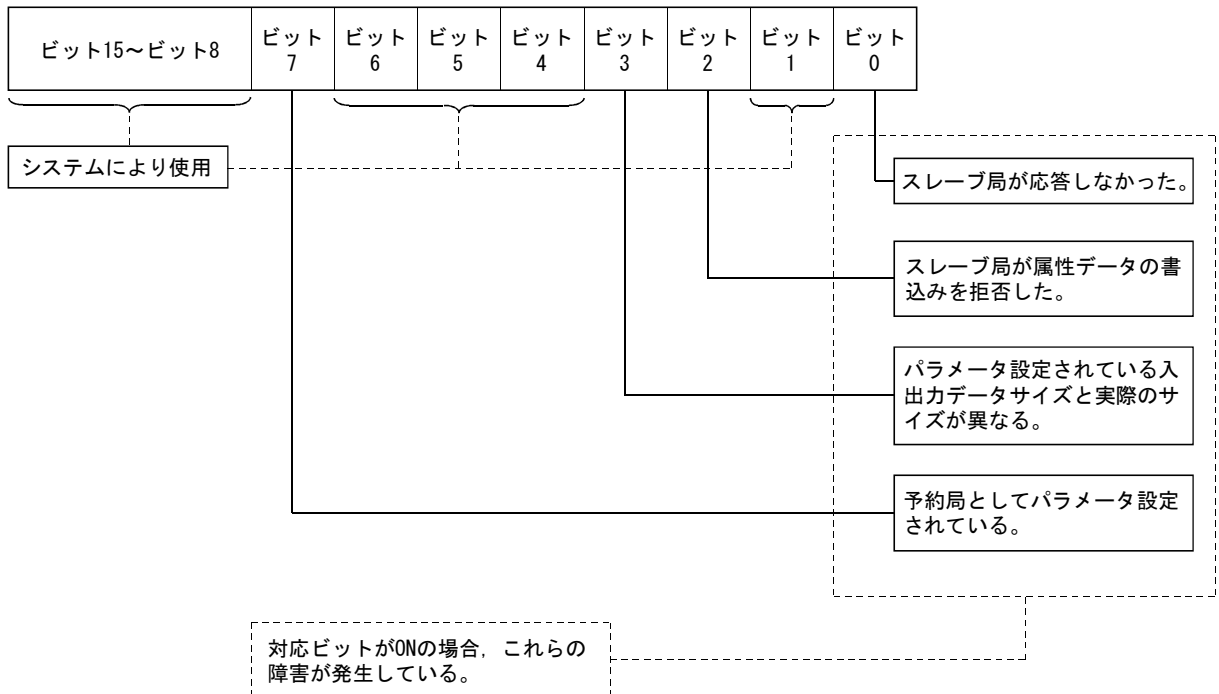 ビット15～ビット8
ビット
7
ビット
6
ビット
5
ビット
4
ビット
3
ビット
2
ビット
1
ビット
0
システムにより使用
スレーブ局が応答しなかった。
スレーブ局が属性データの書
込みを拒否した。
パラメータ設定されている入
出力データサイズと実際のサ
イズが異なる。
予約局としてパラメータ設定
されている。
対応ビットがONの場合，これらの
障害が発生している。